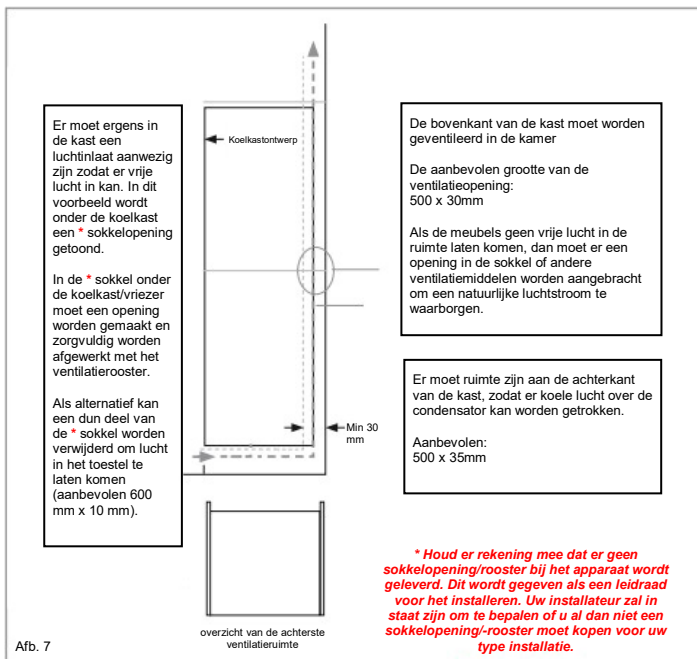 Er moet ergens in
de kast een
luchtinlaat aanwezig
zijn zodat er vrije
lucht in kan. In dit
voorbeeld wordt
onder de koelkast
een * sokkelopening
getoond.
In de * sokkel onder
de koelkast/vriezer
moet een opening
worden gemaakt en
zorgvuldig worden
afgewerkt met het
ventilatierooster.
Als alternatief kan
een dun deel van
de * sokkel worden
verwijderd om lucht
in het toestel te
laten komen
(aanbevolen 600
mm x 10 mm).
Koelkastontwerp
Min 30
mm
De bovenkant van de kast moet worden
geventileerd in de kamer
De aanbevolen grootte van de
ventilatieopening:
500 x 30mm
Als de meubels geen vrije lucht in de
ruimte laten komen, dan moet er een
opening in de sokkel of andere
ventilatiemiddelen worden aangebracht
om een natuurlijke luchtstroom te
waarborgen.
Er moet ruimte zijn aan de achterkant
van de kast, zodat er koele lucht over de
condensator kan worden getrokken.
Aanbevolen:
500 x 35mm
* Houd er rekening mee dat er geen
sokkelopening/rooster bij het apparaat wordt
geleverd. Dit wordt gegeven als een leidraad
voor het installeren. Uw installateur zal in
staat zijn om te bepalen of u al dan niet een
sokkelopening/-rooster moet kopen voor uw
type installatie.
overzicht van de achterste
ventilatieruimte
Afb. 7